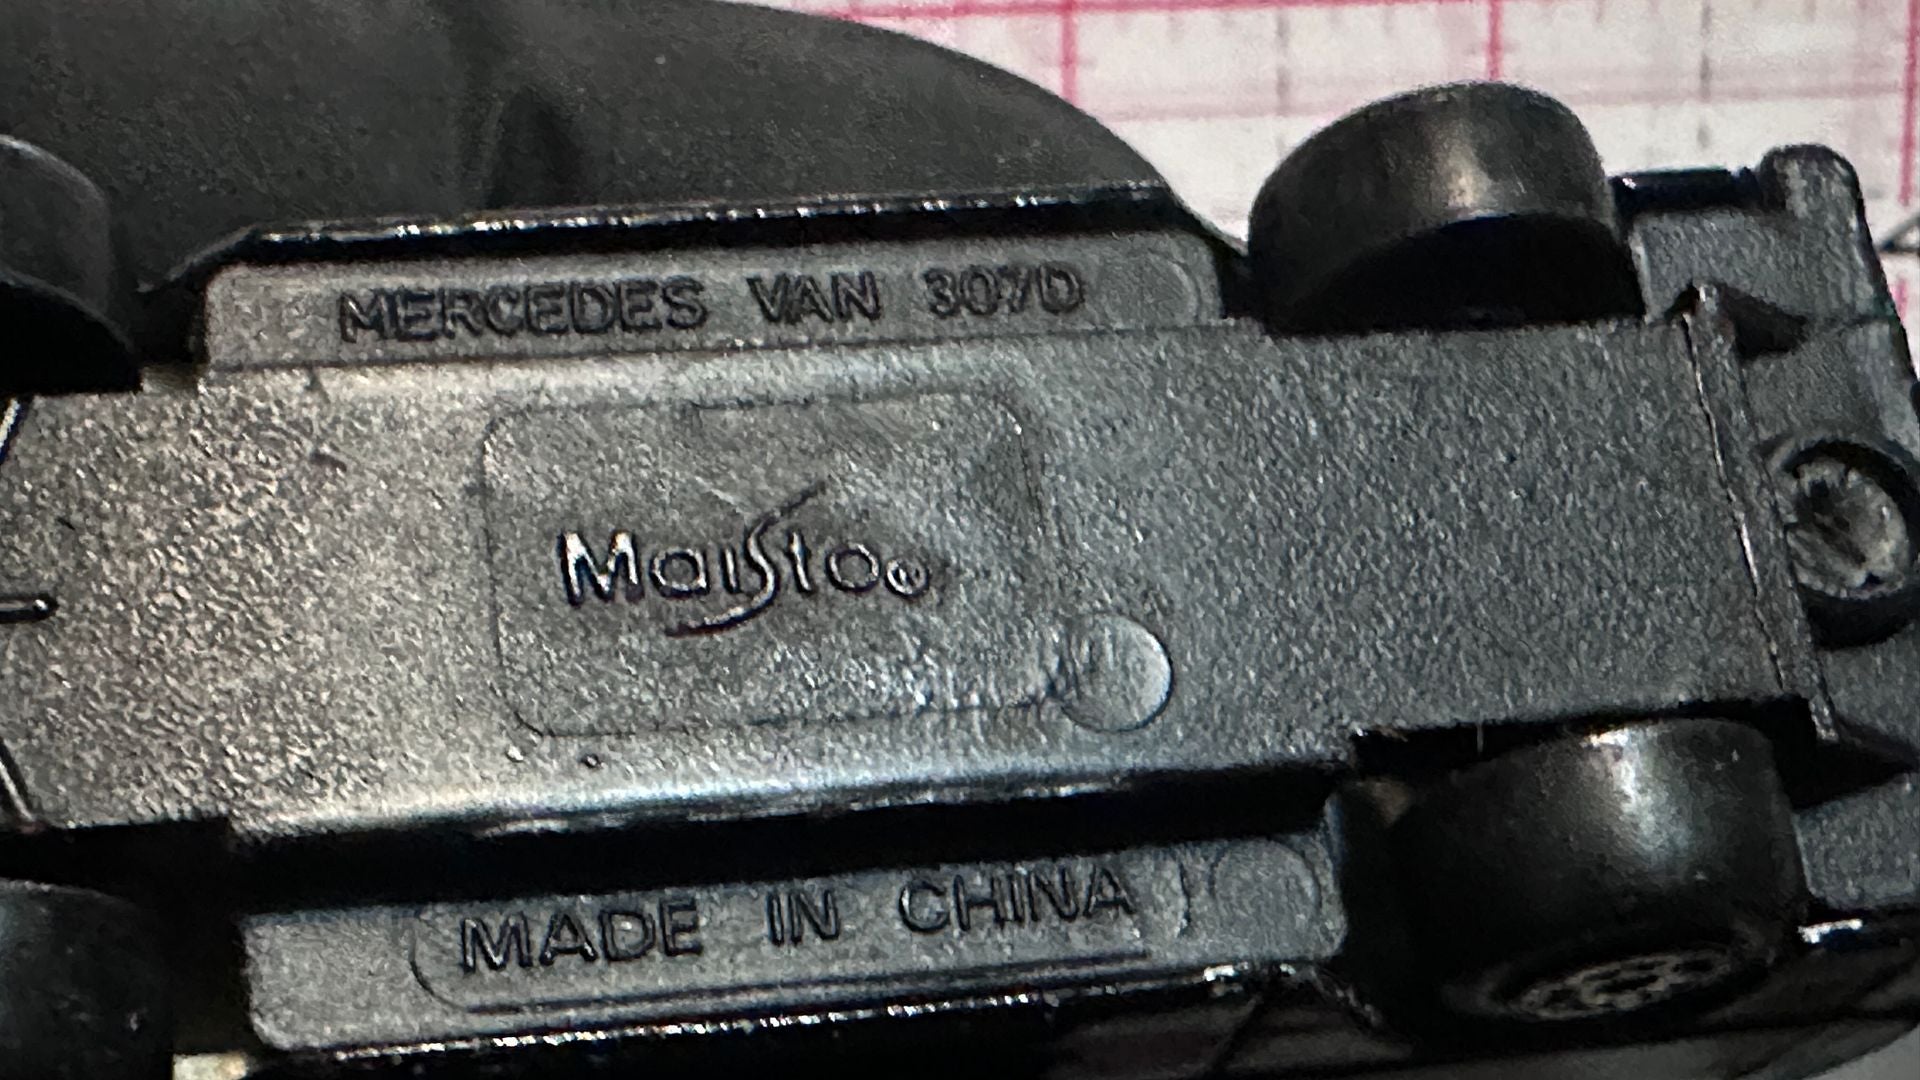 MERCEDES VAN 307D
Maisto®
MADE IN CHINA